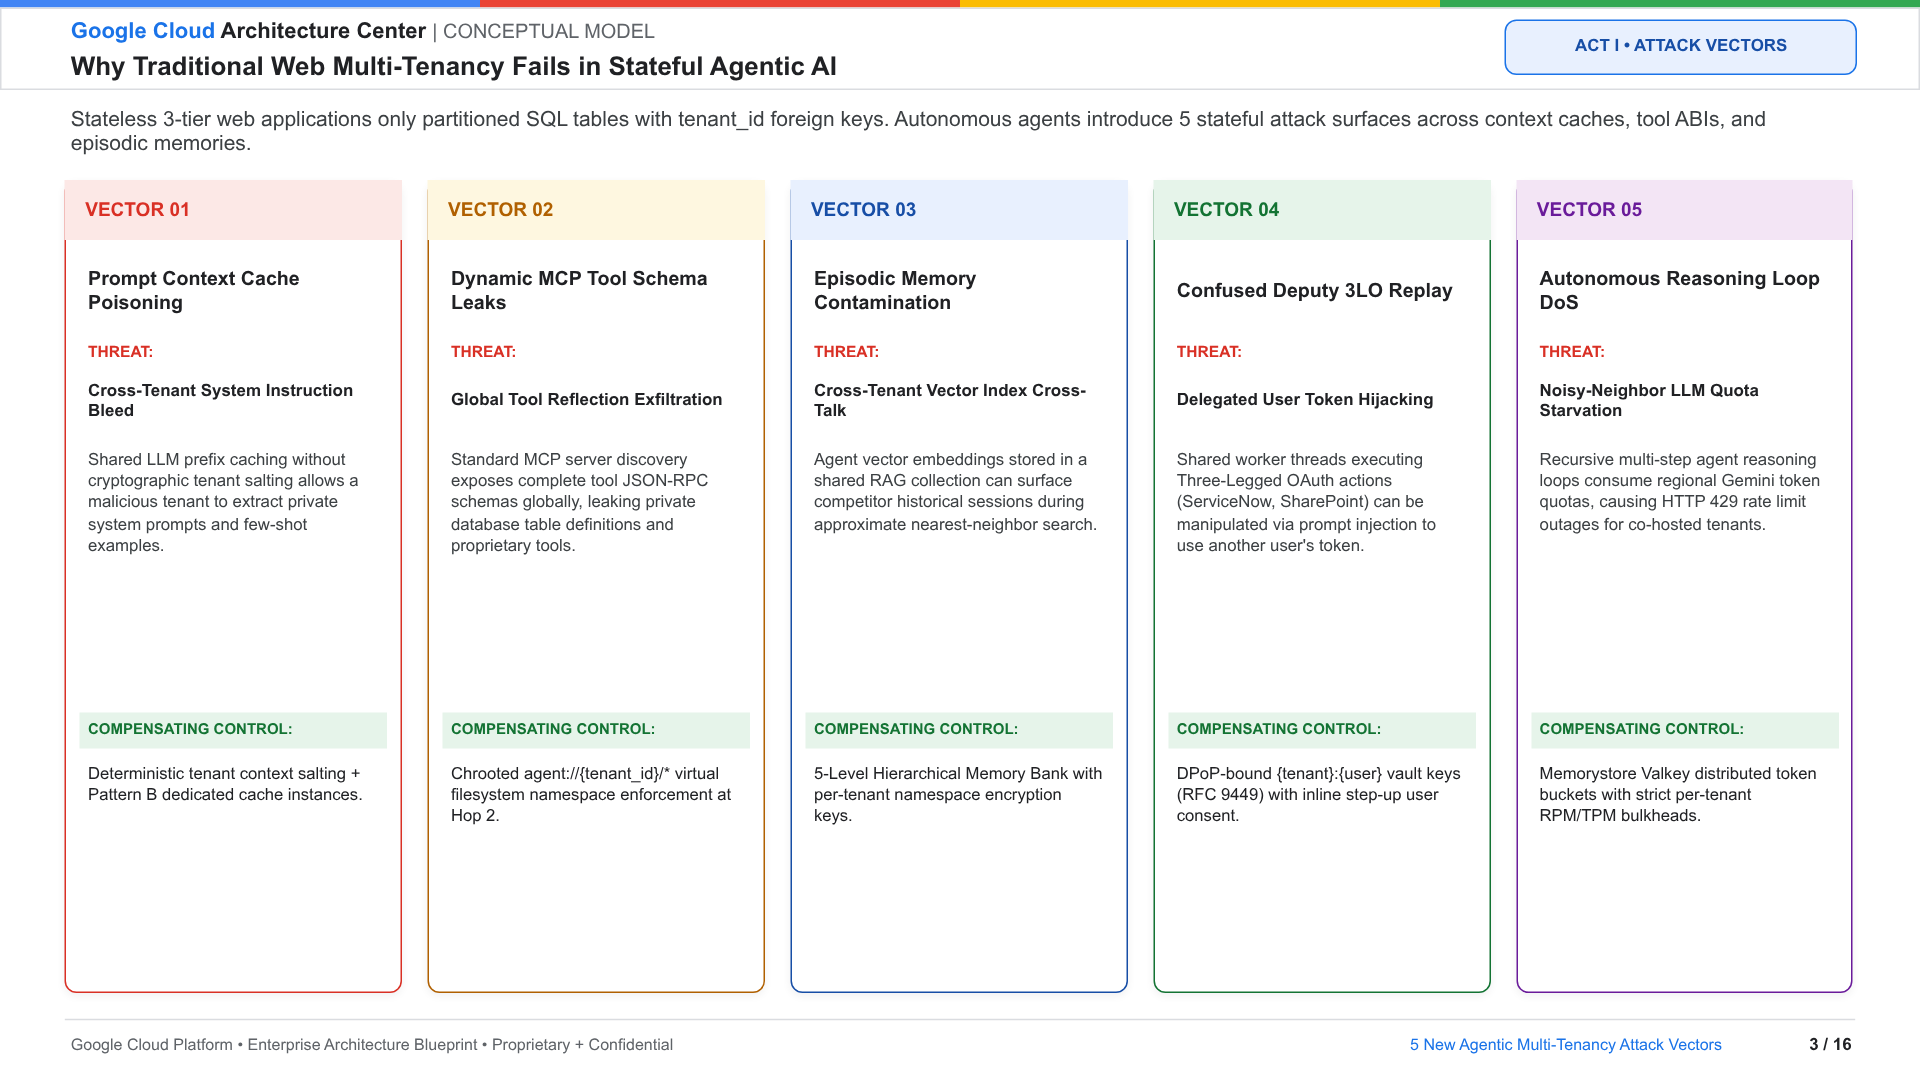 Google Cloud Architecture Center | CONCEPTUAL MODEL
Why Traditional Web Multi-Tenancy Fails in Stateful Agentic AI
ACT I • ATTACK VECTORS
Stateless 3-tier web applications only partitioned SQL tables with tenant_id foreign keys. Autonomous agents introduce 5 stateful attack surfaces across context caches, tool ABIs, and
episodic memories.
VECTOR 01
Prompt Context Cache
Poisoning
THREAT:
Cross-Tenant System Instruction
Bleed
Shared LLM prefix caching without
cryptographic tenant salting allows a
malicious tenant to extract private
system prompts and few-shot
examples.
COMPENSATING CONTROL:
Deterministic tenant context salting +
Pattern B dedicated cache instances.
VECTOR 02
Dynamic MCP Tool Schema
Leaks
THREAT:
Global Tool Reflection Exfiltration
Standard MCP server discovery
exposes complete tool JSON-RPC
schemas globally, leaking private
database table definitions and
proprietary tools.
COMPENSATING CONTROL:
Chrooted agent://{tenant_id}/* virtual
filesystem namespace enforcement at
Hop 2.
VECTOR 03
Episodic Memory
Contamination
THREAT:
Cross-Tenant Vector Index Cross-
Talk
Agent vector embeddings stored in a
shared RAG collection can surface
competitor historical sessions during
approximate nearest-neighbor search.
COMPENSATING CONTROL:
5-Level Hierarchical Memory Bank with
per-tenant namespace encryption
keys.
VECTOR 04
Confused Deputy 3LO Replay
THREAT:
Delegated User Token Hijacking
Shared worker threads executing
Three-Legged OAuth actions
(ServiceNow, SharePoint) can be
manipulated via prompt injection to
use another user's token.
COMPENSATING CONTROL:
DPoP-bound {tenant}:{user} vault keys
(RFC 9449) with inline step-up user
consent.
VECTOR 05
Autonomous Reasoning Loop
DoS
THREAT:
Noisy-Neighbor LLM Quota
Starvation
Recursive multi-step agent reasoning
loops consume regional Gemini token
quotas, causing HTTP 429 rate limit
outages for co-hosted tenants.
COMPENSATING CONTROL:
Memorystore Valkey distributed token
buckets with strict per-tenant
RPM/TPM bulkheads.
Google Cloud Platform • Enterprise Architecture Blueprint • Proprietary + Confidential
5 New Agentic Multi-Tenancy Attack Vectors
3 / 16